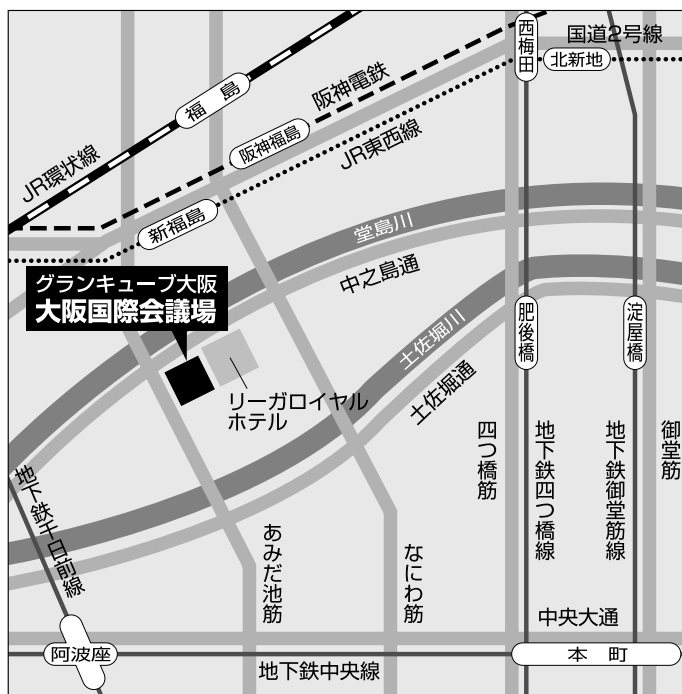 西梅田
国道2号線
北新地
福島
阪神電鉄
阪神福島
JR東西線
JR環状線
新福島
堂島川
グランキューブ大阪
大阪国際会議場
中之島通
土佐堀川
肥後橋
淀屋橋
リーガロイヤル
ホテル
土佐堀通
四つ橋筋
地下鉄四つ橋線
地下鉄御堂筋線
御堂筋
地下鉄千日前線
あみだ池筋
なにわ筋
中央大通
阿波座
本町
地下鉄中央線